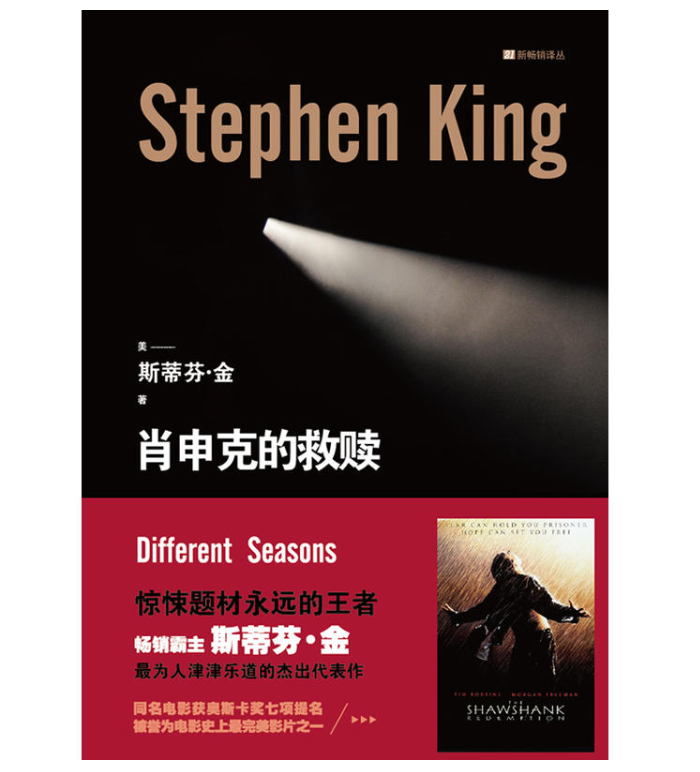 21新畅销译丛
Stephen King
美
斯蒂芬·金
著
肖申克的救赎
FEAR CAN HOLD YOU PRISONER
HOPE CAN SET YOU FREE
Different Seasons
惊悚题材永远的王者
畅销霸主 斯蒂芬·金
最为人津津乐道的杰出代表作
同名电影获奥斯卡奖七项提名
被誉为电影史上最完美影片之一
TIM ROBBINS MORGAN FREEMAN
THE
SHAWSHANK
REDEMPTION